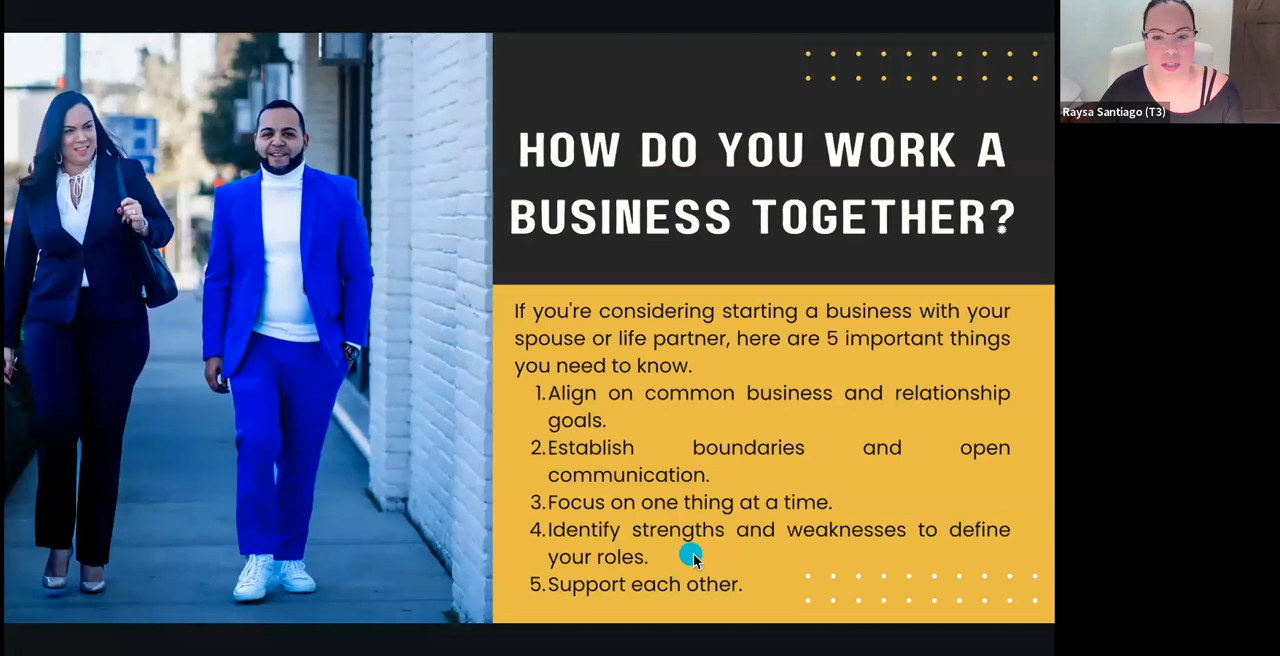 HOW DO YOU WORK A
BUSINESS TOGETHER?
If you're considering starting a business with your
spouse or life partner, here are 5 important things
you need to know.
1.Align on common business and relationship
goals.
2.Establish boundaries and open
communication.
3.Focus on one thing at a time.
4.Identify strengths and weaknesses to define
your roles.
5.Support each other.
Raysa Santiago (T3)